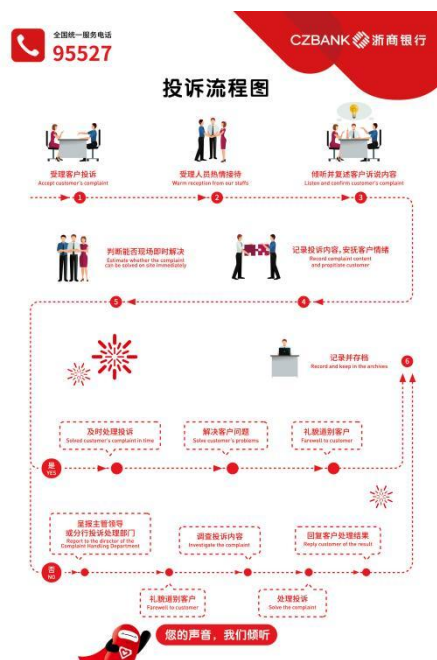 全国统一服务电话
95527
CZBANK 浙商银行
投诉流程图
受理客户投诉
Accept customer's complaint
1
受理人员热情接待
Warm reception from our staffs
2
倾听并复述客户诉说内容
Listen and confirm customer's complaint
3
判断能否现场即时解决
Estimate whether the complaint
can be solved on site immediately
5
记录投诉内容,安抚客户情绪
Record complaint content
and propitiate customer
4
记录并存档
Record and keep in the archives
6
及时处理投诉
Solved customer's complaint in time
解决客户问题
Solve customer's problems
礼貌道别客户
Farewell to customer
是
YES
呈报主管领导
或分行投诉处理部门
Report to the director of the
Complaint Handling Department
调查投诉内容
Investigate the complaint
回复客户处理结果
Reply customer of the result
否
NO
礼貌道别客户
Farewell to customer
处理投诉
Solve the complaint
您的声音,我们倾听